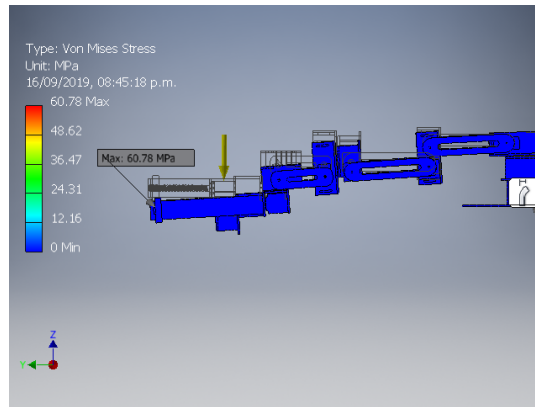 Type: Von Mises Stress
Unit: MPa
16/09/2019, 08:45:18 p.m.
60.78 Max
48.62
Max: 60.78 MPa
36.47
24.31
12.16
0 Min
Z
Y